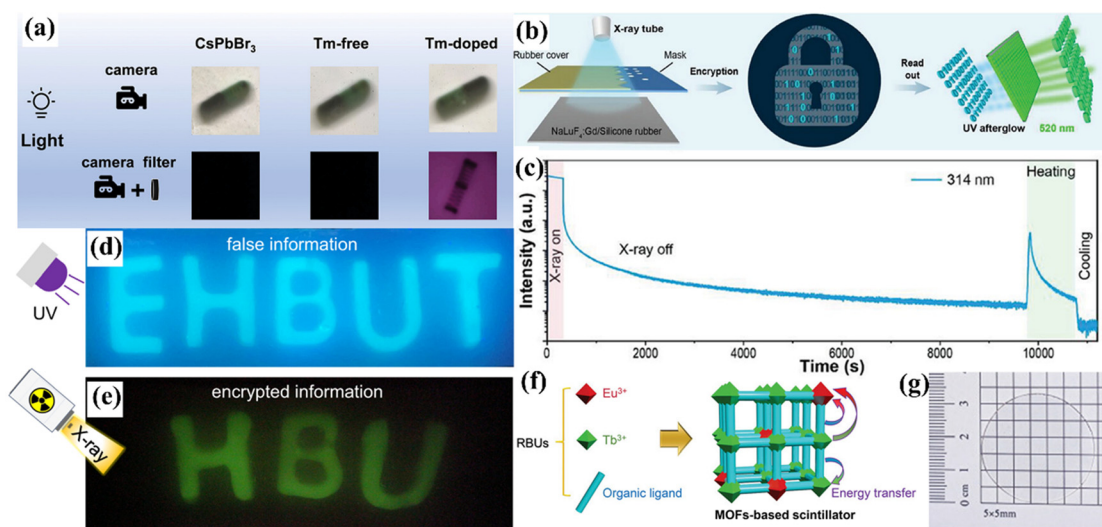 (a)
CsPbBr₃ Tm-free Tm-doped
camera
Light
camera filter
+
(b)
X-ray tube
Rubber cover
Mask
NaLuF₄:Gd/Silicone rubber
Encryption
Read
out
UV afterglow 520 nm
(c)
Intensity (a.u.)
X-ray on
X-ray off
314 nm
Heating
Cooling
0 2000 4000 6000 8000 10000
Time (s)
(d)
false information
UV
EHBUT
(e)
encrypted information
X-ray
HBU
(f)
RBUs
Eu³⁺
Tb³⁺
Organic ligand
Energy transfer
MOFs-based scintillator
(g)
3
2
1
0 cm
5×5mm